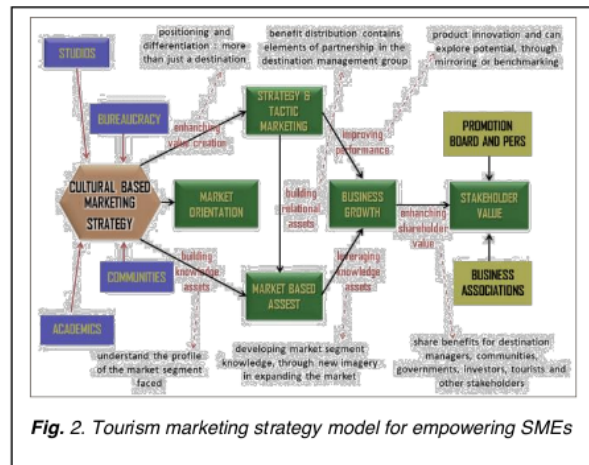 positioning and
differentiation : more
than just a destination
benefit distribution contains
elements of partnership in the
destination management group
product innovation and can
explore potential, through
mirroring or benchmarking
STUDIOS
BUREAUCRACY
enhanching
value creation
STRATEGY &
TACTIC MARKETING
improving
performance
PROMOTION
BOARD AND PERS
CULTURAL BASED
MARKETING
STRATEGY
MARKET
ORIENTATION
building
relational assets
BUSINESS
GROWTH
enhanching
shareholder
value
STAKEHOLDER
VALUE
building
knowledge
assets
COMMUNITIES
MARKET BASED
ASSEST
leveraging
knowledge
assets
BUSINESS
ASSOCIATIONS
ACADEMICS
understand the profile
of the market segment
faced
developing market segment
knowledge, through new imagery
in expanding the market
share benefits for destination
managers, communities,
governments, investors, tourists and
other stakeholders
Fig. 2. Tourism marketing strategy model for empowering SMEs